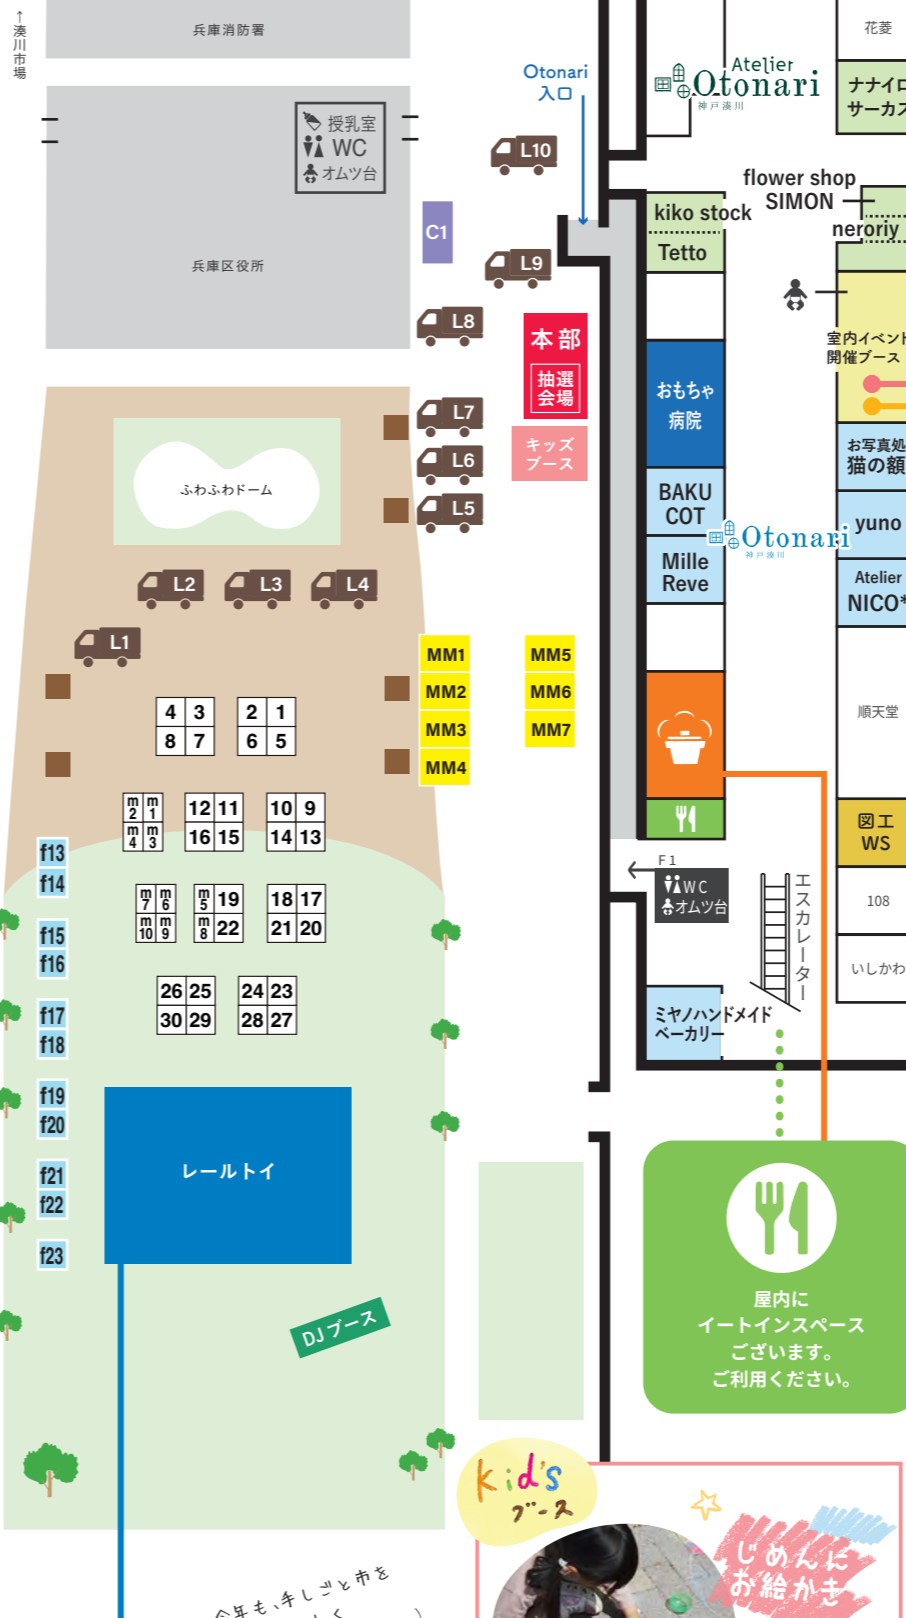 ↑湊川市場
兵庫消防署
授乳室
WC
オムツ台
兵庫区役所
Otonari
入口
Atelier
Otonari
神戸湊川
花菱
ナナイロ
サーカス
L10
C1
L9
L8
本部
抽選
会場
キッズ
ブース
flower shop
SIMON
neroriy
kiko stock
Tetto
室内イベント
開催ブース
おもちゃ
病院
お写真処
猫の額
BAKU
COT
Otonari
神戸湊川
yuno
Mille
Reve
Atelier
NICO*
順天堂
図工
WS
108
いしかわ
ふわふわドーム
L7
L6
L5
L2 L3 L4
L1
MM1 MM5
MM2 MM6
MM3 MM7
MM4
4 3 2 1
8 7 6 5
m2 m1 12 11 10 9
m4 m3 16 15 14 13
m7 m6 m5 19 18 17
m10 m9 m8 22 21 20
26 25 24 23
30 29 28 27
f13
f14
f15
f16
f17
f18
f19
f20
f21
f22
f23
F1
WC
オムツ台
エスカレーター
ミヤノハンドメイド
ベーカリー
レールトイ
DJブース
屋内に
イートインスペース
ございます。
ご利用ください。
Kid's
ブース
じめんに
お絵かき
今年も、手しごと市を